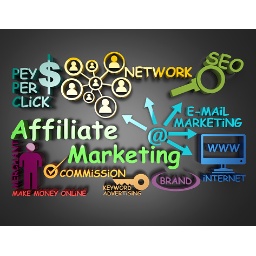 PEY
PER
CLiCK
$
NETWORK
SEO
E-MAiL
MARKETiNG
@
Affiliate
Marketing
WWW
COMMiSSiON
KEYWORD
ADVERTiSiNG
BRAND
iNTERNET
MAKE MONEY ONLiNE